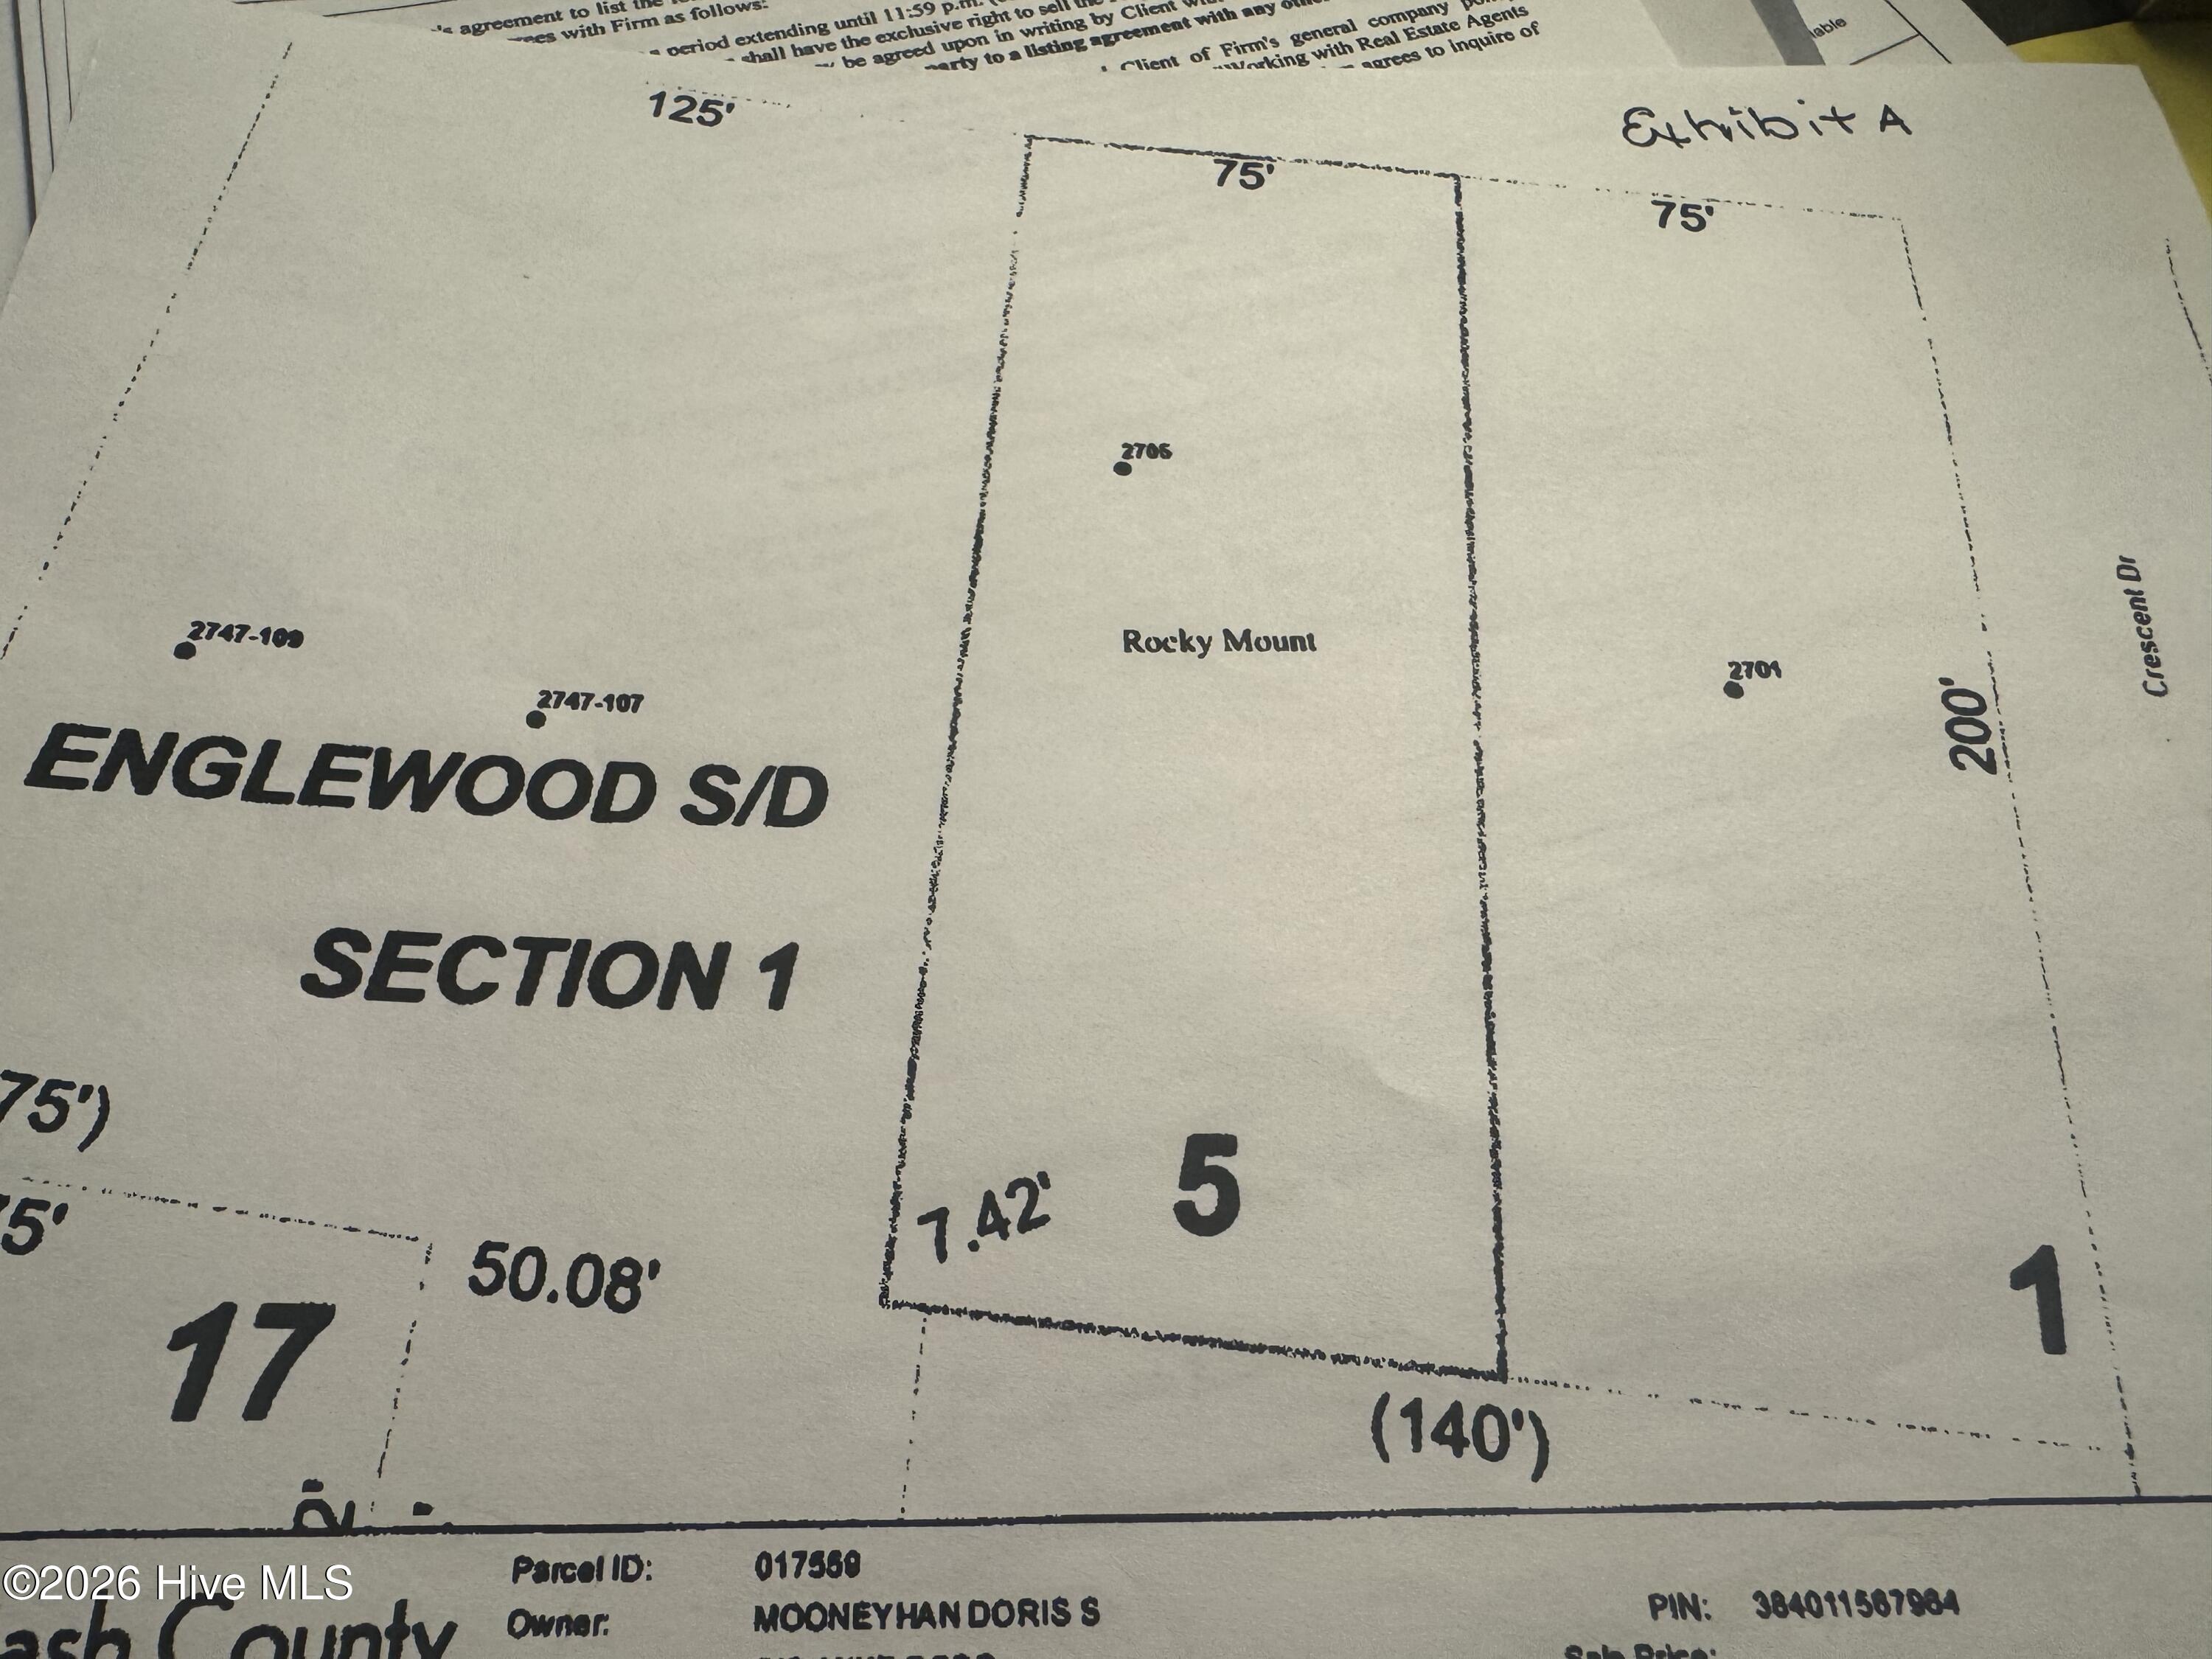 agreement to list the
with Firm as follows:
period extending until 11:59 p.m.
shall have the exclusive right to sell the
be agreed upon in writing by Client
party to a listing agreement with any other
Client of Firm's general company
"Working with Real Estate Agents
agrees to inquire of
Exhibit A
125'
75'
75'
2706
2701
Rocky Mount
Crescent Dr
200'
2747-109
2747-107
ENGLEWOOD S/D
SECTION 1
75')
5'
17
50.08'
7.42'
5
1
(140')
©2026 Hive MLS
ash County
Parcel ID:
Owner: MOONEYHAN DORIS S
PIN:
Sale Price: